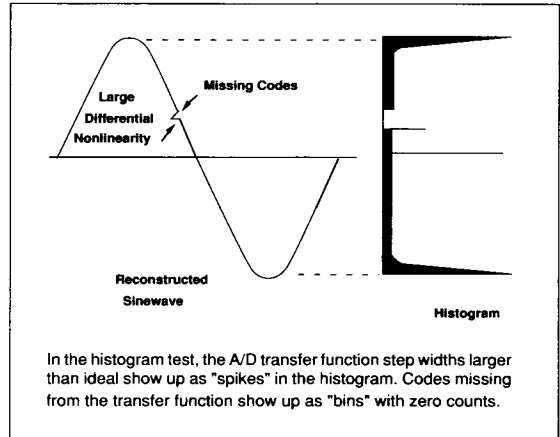 Missing Codes
Large
Differential
Nonlinearity
Reconstructed
Sinewave
Histogram
In the histogram test, the A/D transfer function step widths larger
than ideal show up as "spikes" in the histogram. Codes missing
from the transfer function show up as "bins" with zero counts.